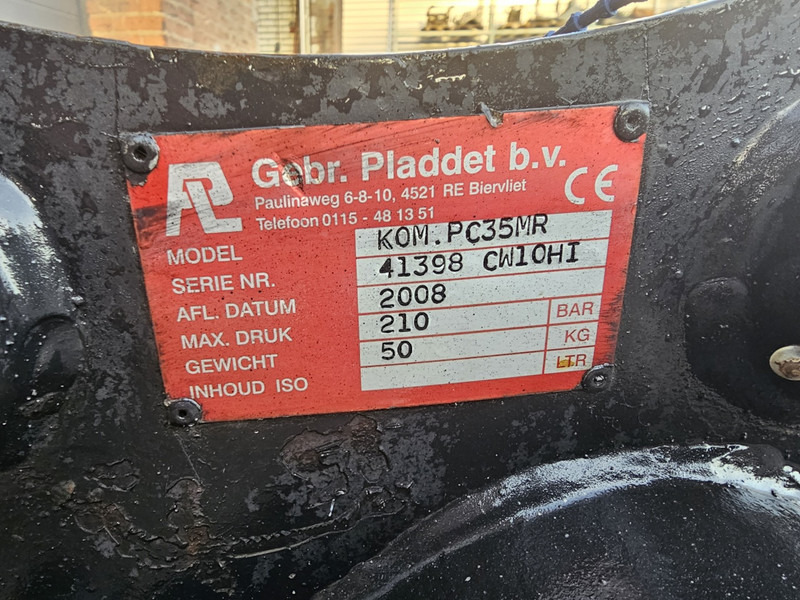 PL
Gebr. Pladdet b.v.
Paulinaweg 6-8-10, 4521 RE Biervliet
Telefoon 0115 - 48 13 51
CE
MODEL KOM.PC35MR
SERIE NR. 41398 CW10HI
AFL. DATUM 2008
MAX. DRUK 210 BAR
GEWICHT 50 KG
INHOUD ISO LTR